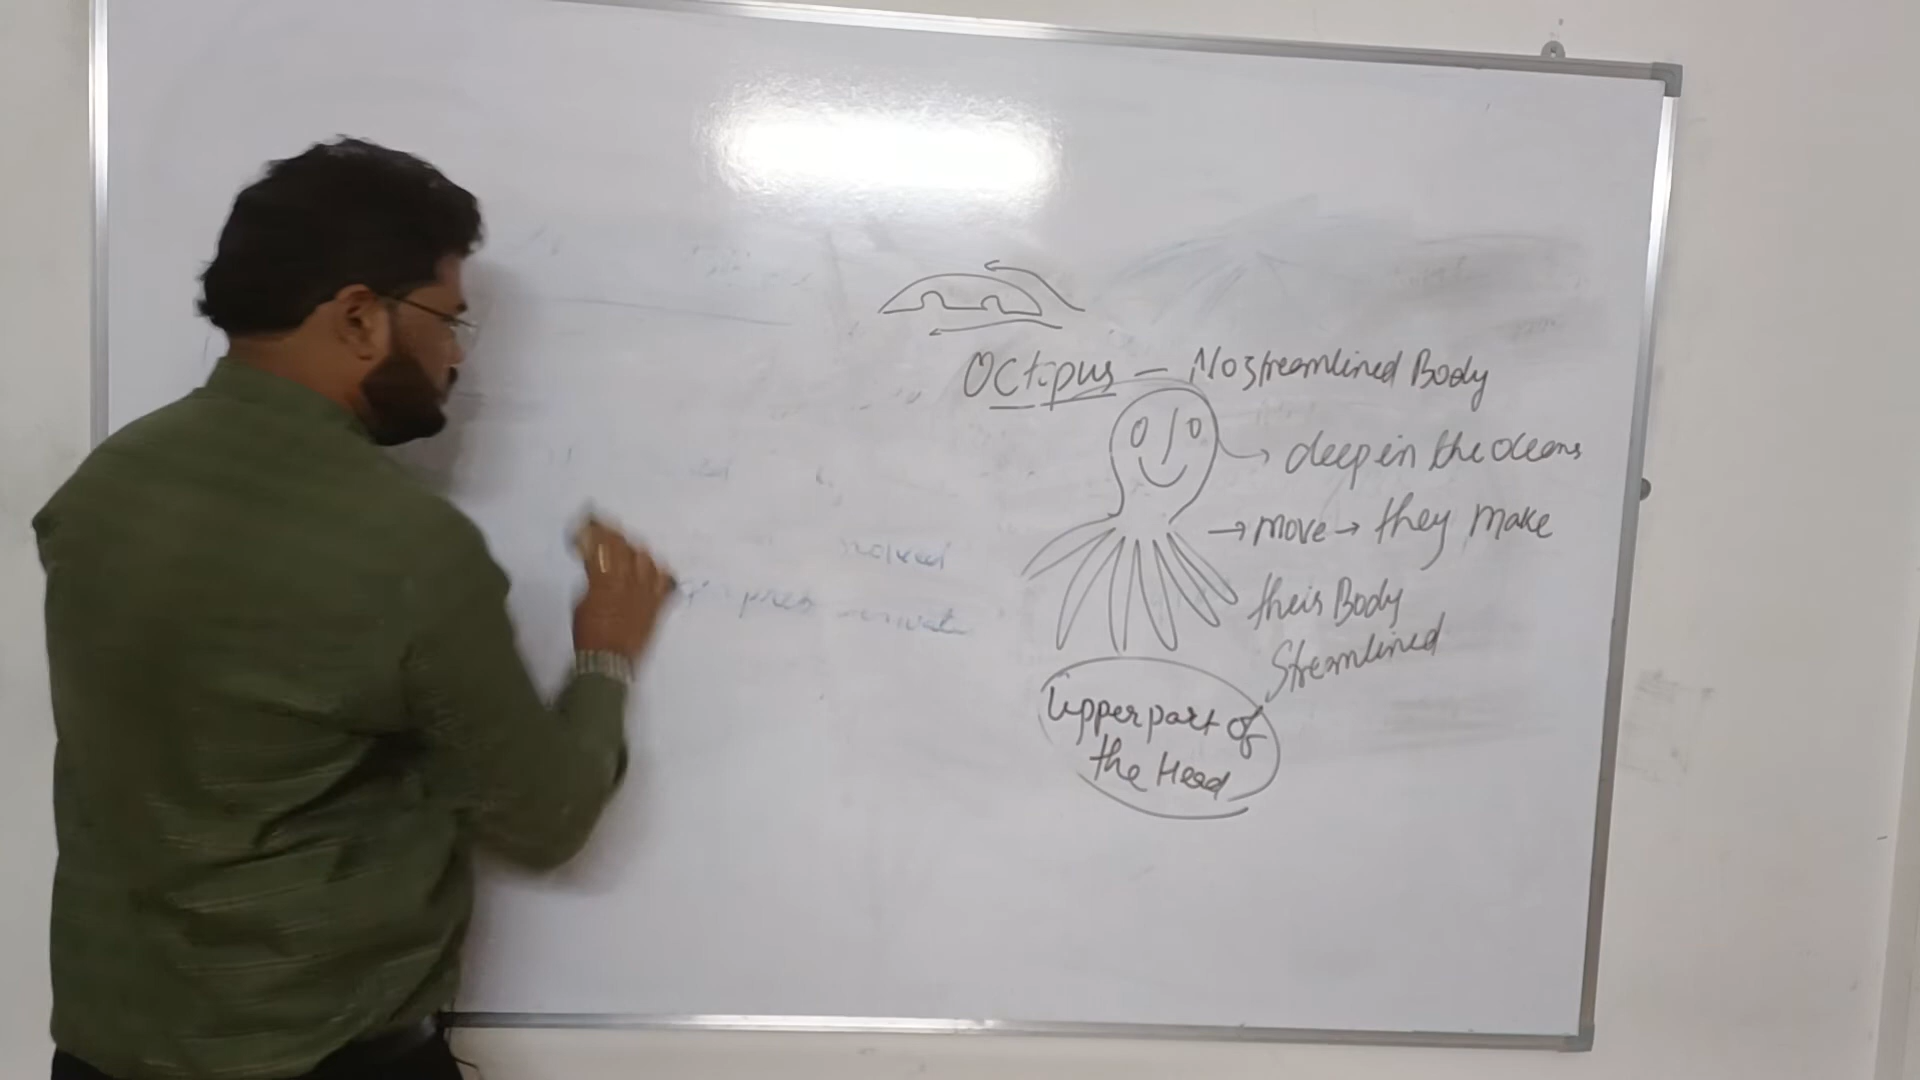 Octopus — No streamlined Body
→ deep in the oceans
→ move → they make
their Body
Streamlined
Upper part of
the Head